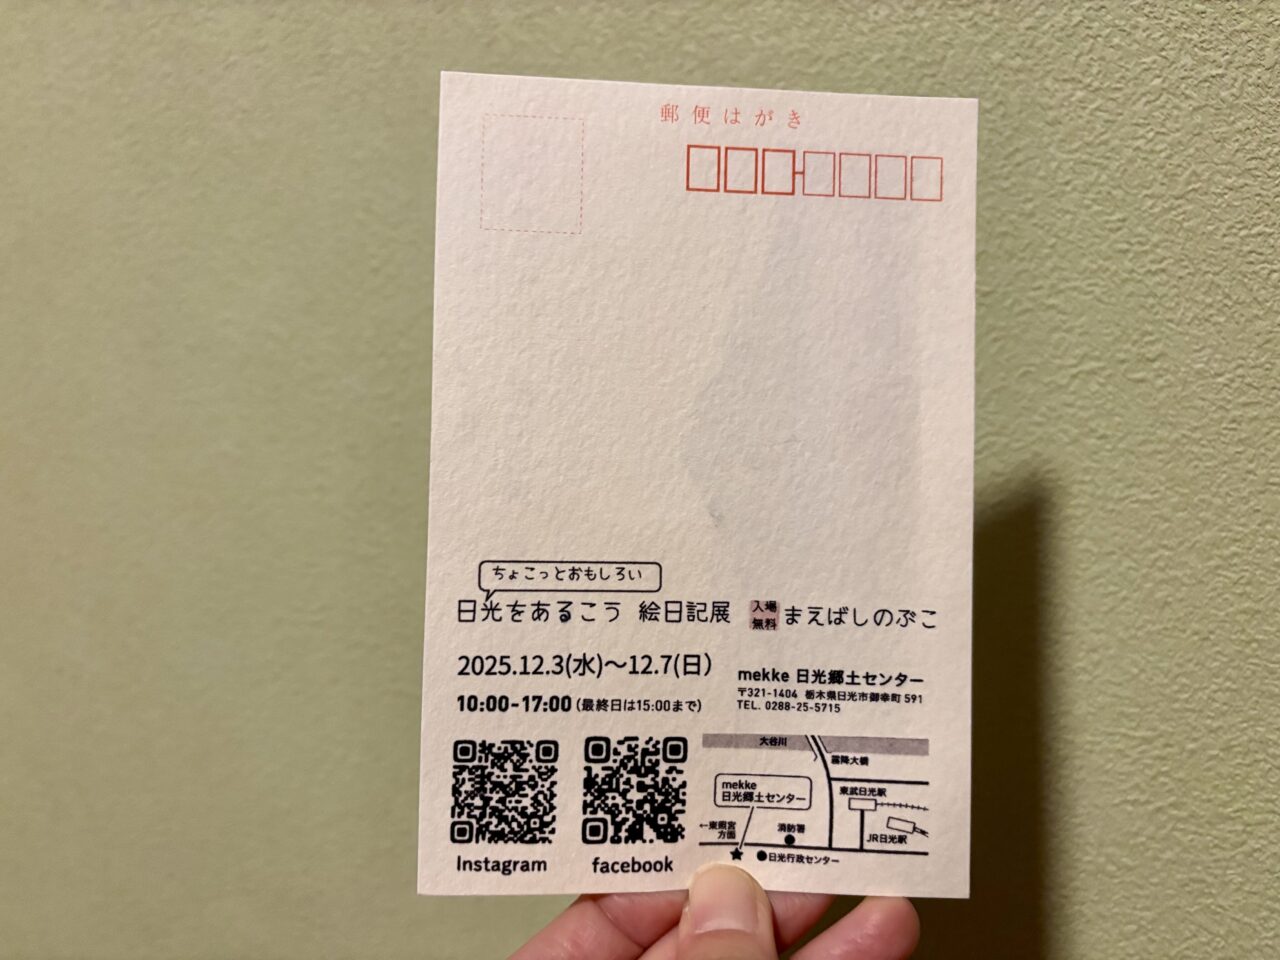 郵便はがき
ちょこっとおもしろい
日光をあるこう 絵日記展 入場無料 まえばしのぶこ
2025.12.3(水)〜12.7(日)
10:00-17:00(最終日は15:00まで)
mekke 日光郷土センター
〒321-1404 栃木県日光市御幸町 591
TEL. 0288-25-5715
Instagram
facebook
大谷川
霧降大橋
mekke
日光郷土センター
東武日光駅
←東照宮
方面
消防署
JR日光駅
日光行政センター